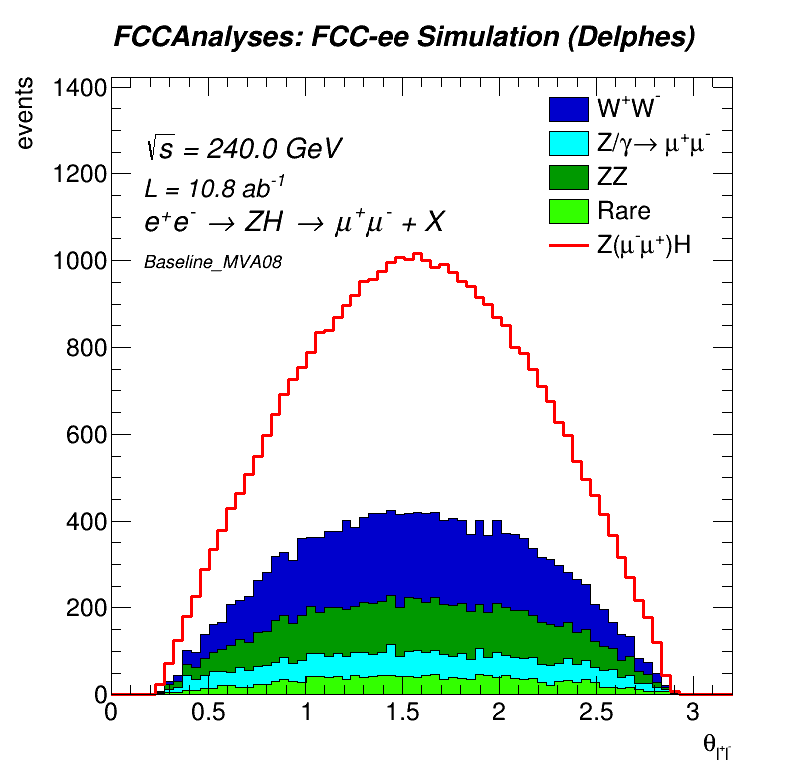 FCCAnalyses: FCC-ee Simulation (Delphes)
events
1400
1200
1000
800
600
400
200
0
√s = 240.0 GeV
L = 10.8 ab⁻¹
e⁺e⁻ → ZH → μ⁺μ⁻ + X
Baseline_MVA08
W⁺W⁻
Z/γ→ μ⁺μ⁻
ZZ
Rare
Z(μ⁻μ⁺)H
0 0.5 1 1.5 2 2.5 3
θ_l⁺l⁻